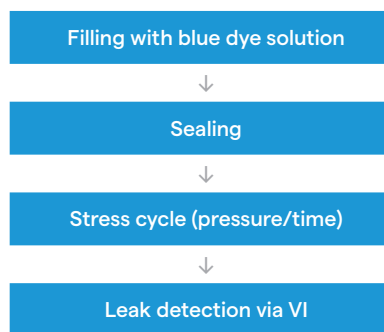 Filling with blue dye solution
↓
Sealing
↓
Stress cycle (pressure/time)
↓
Leak detection via VI